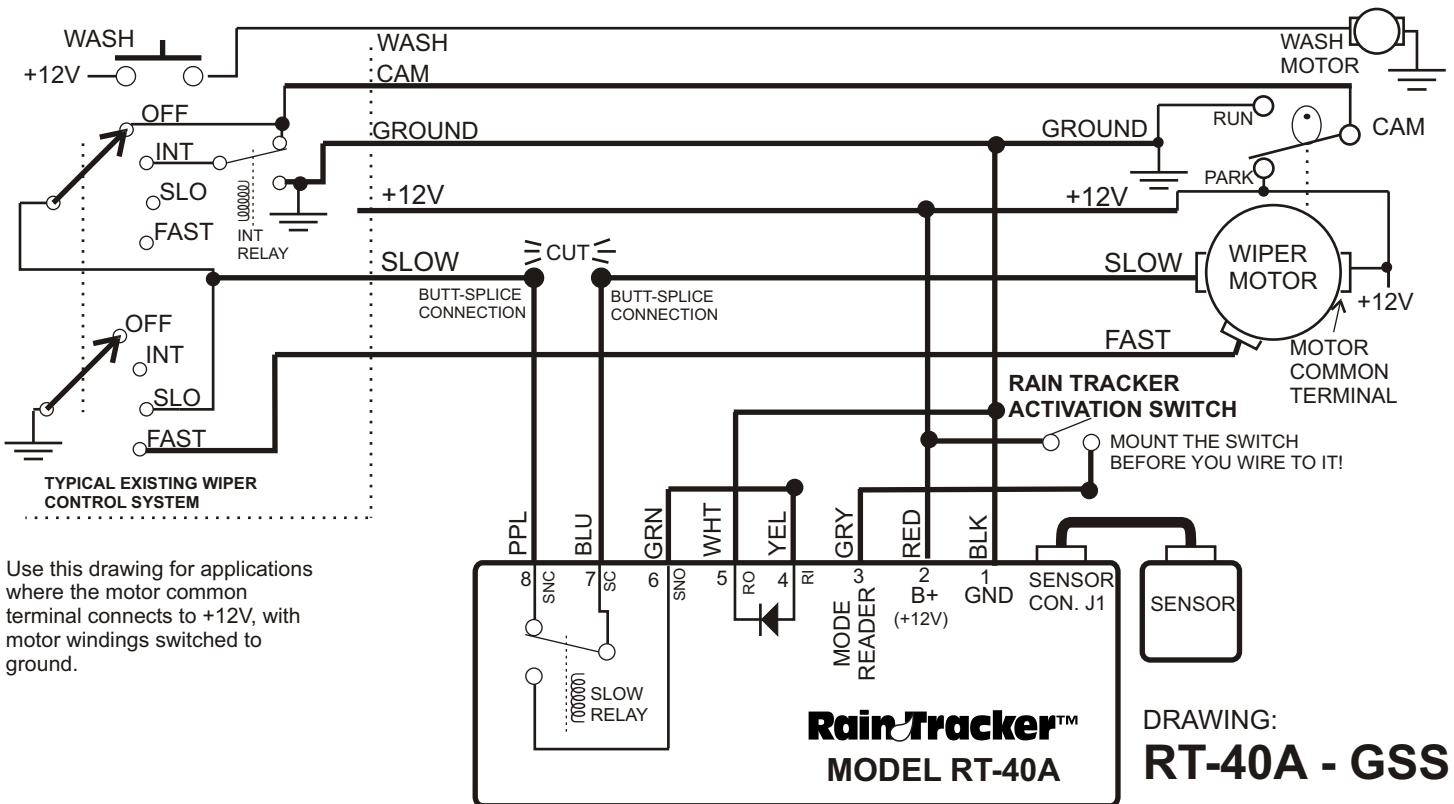 WASH
+12V
WASH
CAM
WASH
MOTOR
OFF
INT
SLO
FAST
INT
RELAY
GROUND
GROUND
RUN
CAM
PARK
+12V
+12V
SLOW
CUT
SLOW
BUTT-SPLICE
CONNECTION
BUTT-SPLICE
CONNECTION
WIPER
MOTOR
+12V
OFF
INT
SLO
FAST
FAST
MOTOR
COMMON
TERMINAL
RAIN TRACKER
ACTIVATION SWITCH
MOUNT THE SWITCH
BEFORE YOU WIRE TO IT!
TYPICAL EXISTING WIPER
CONTROL SYSTEM
Use this drawing for applications
where the motor common
terminal connects to +12V, with
motor windings switched to
ground.
PPL
BLU
GRN
WHT
YEL
GRY
RED
BLK
8
SNC
7
SC
6
SNO
5
RO
4
RI
3
MODE
READER
2
B+
(+12V)
1
GND
SENSOR
CON. J1
SENSOR
SLOW
RELAY
RainTracker™
MODEL RT-40A
DRAWING:
RT-40A - GSS